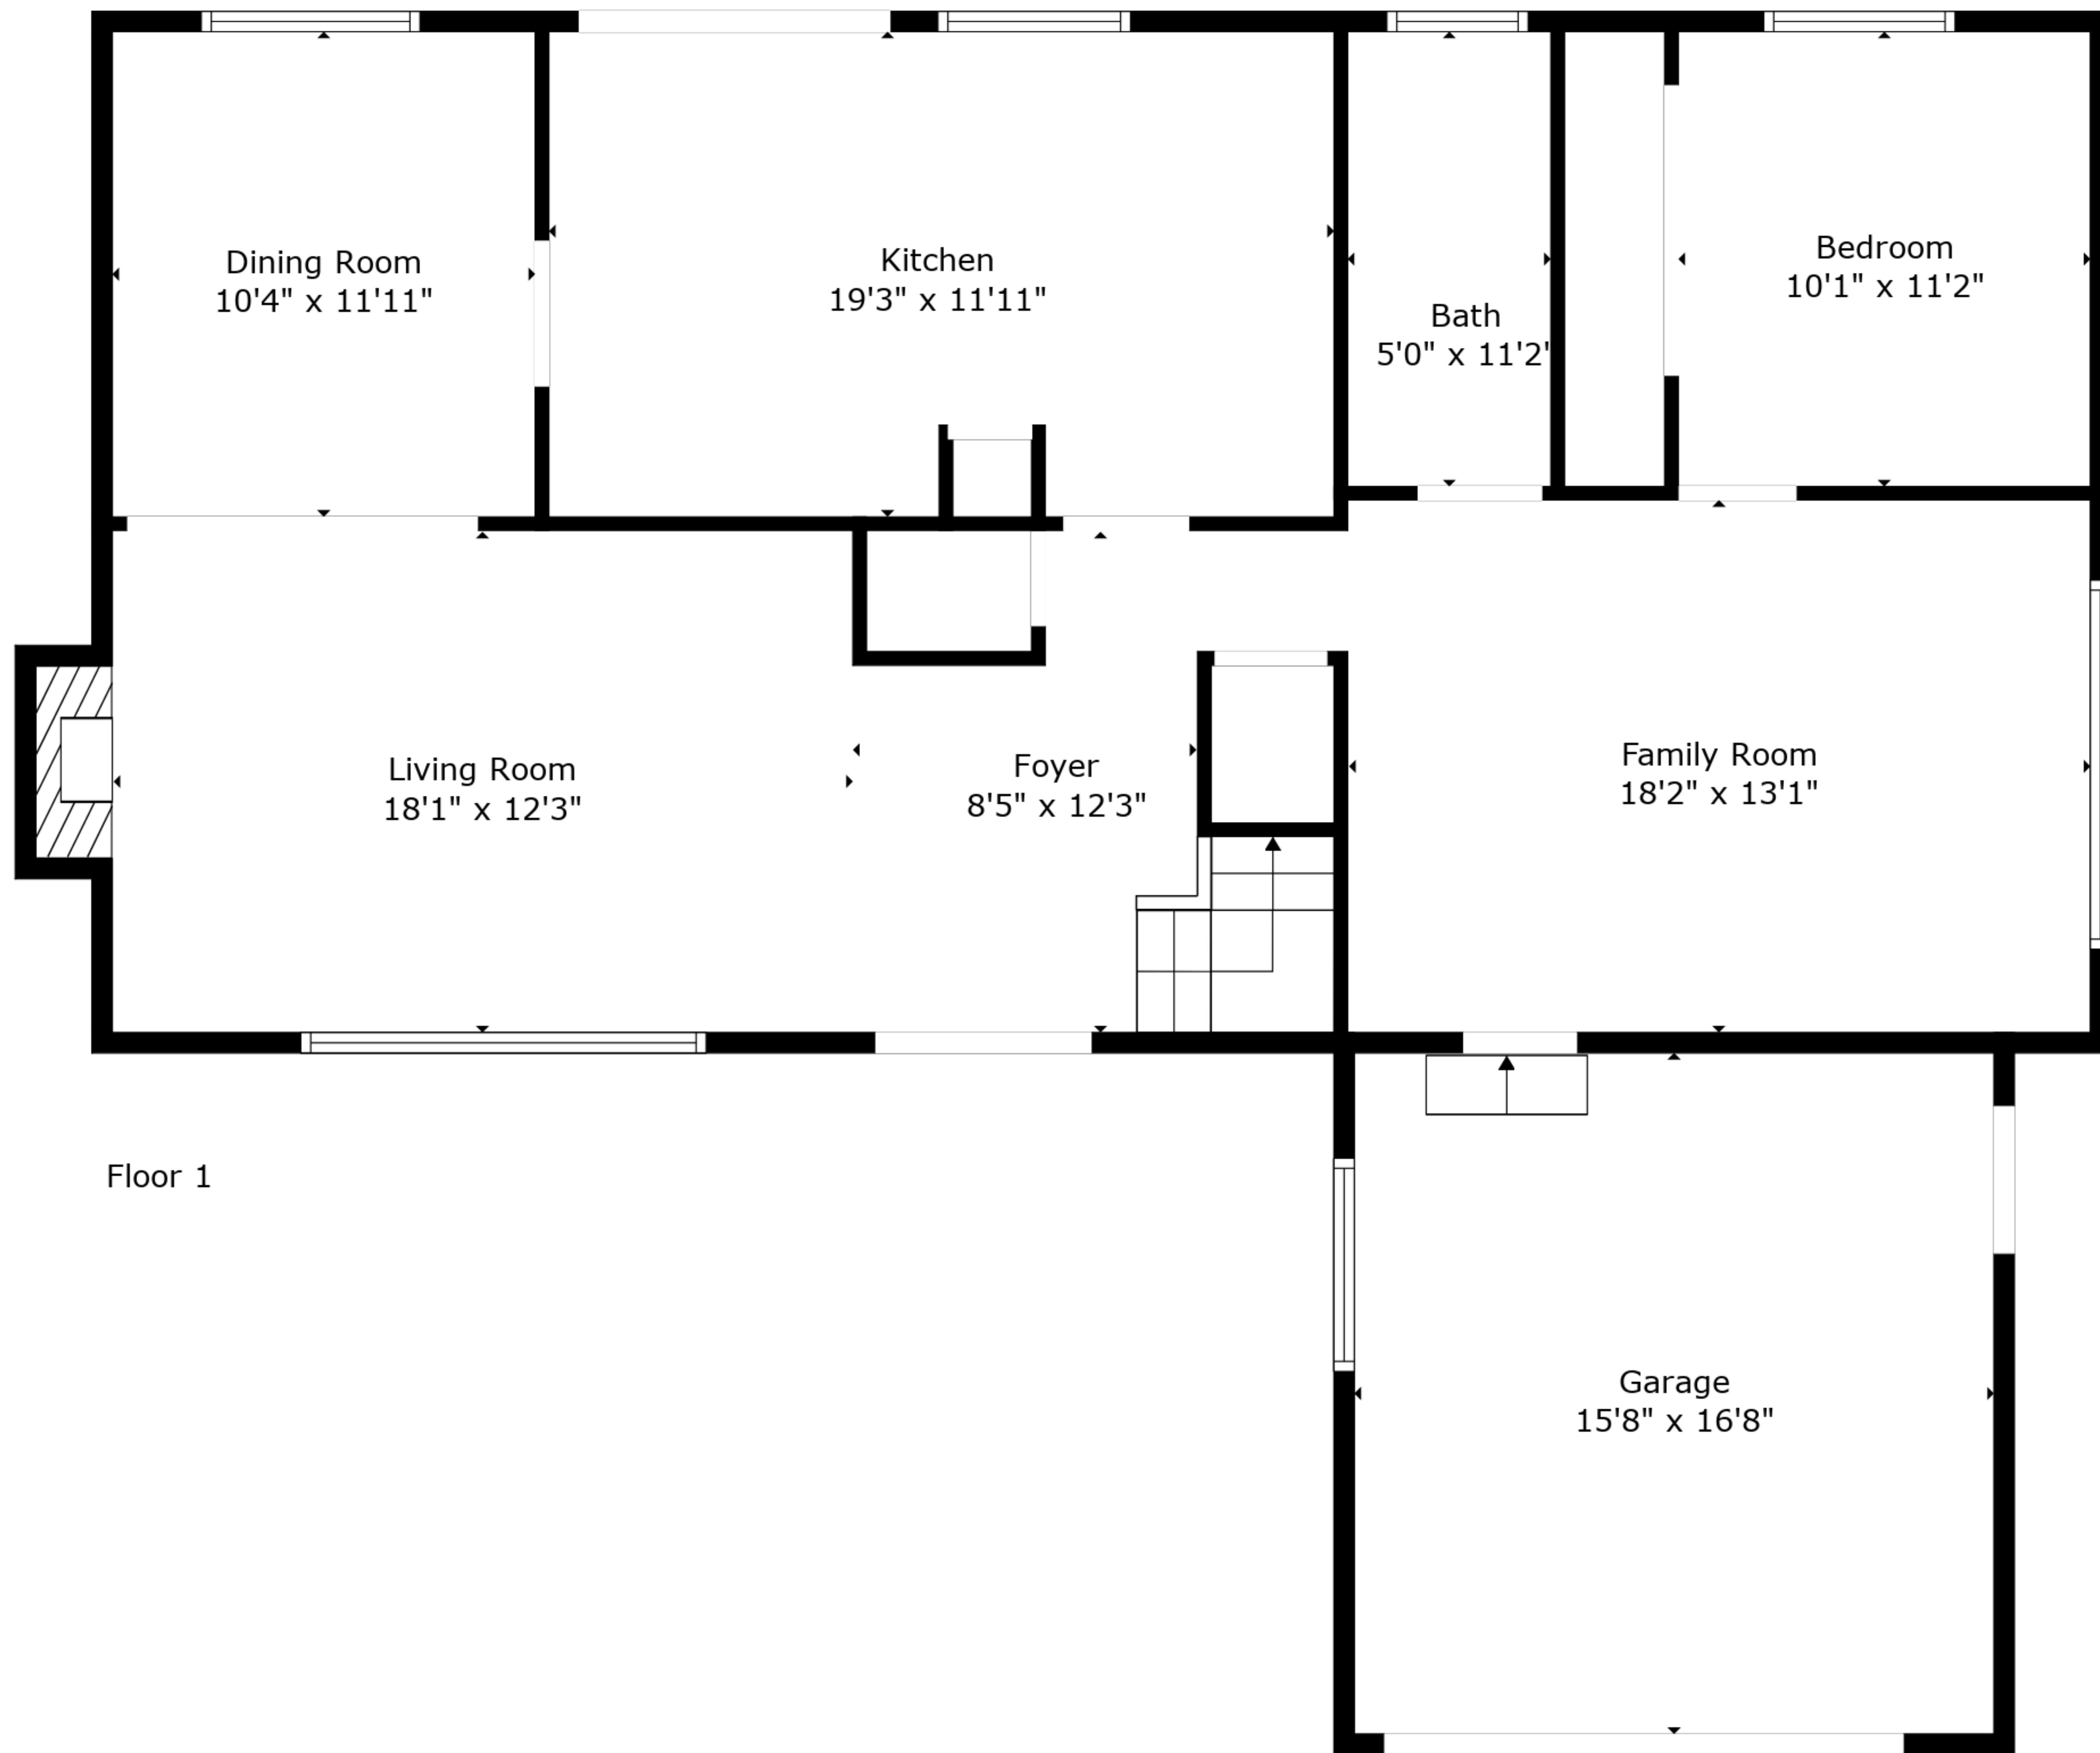 Dining Room
10'4" x 11'11"
Kitchen
19'3" x 11'11"
Bath
5'0" x 11'2'
Bedroom
10'1" x 11'2"
Living Room
18'1" x 12'3"
Foyer
8'5" x 12'3"
Family Room
18'2" x 13'1"
Floor 1
Garage
15'8" x 16'8"